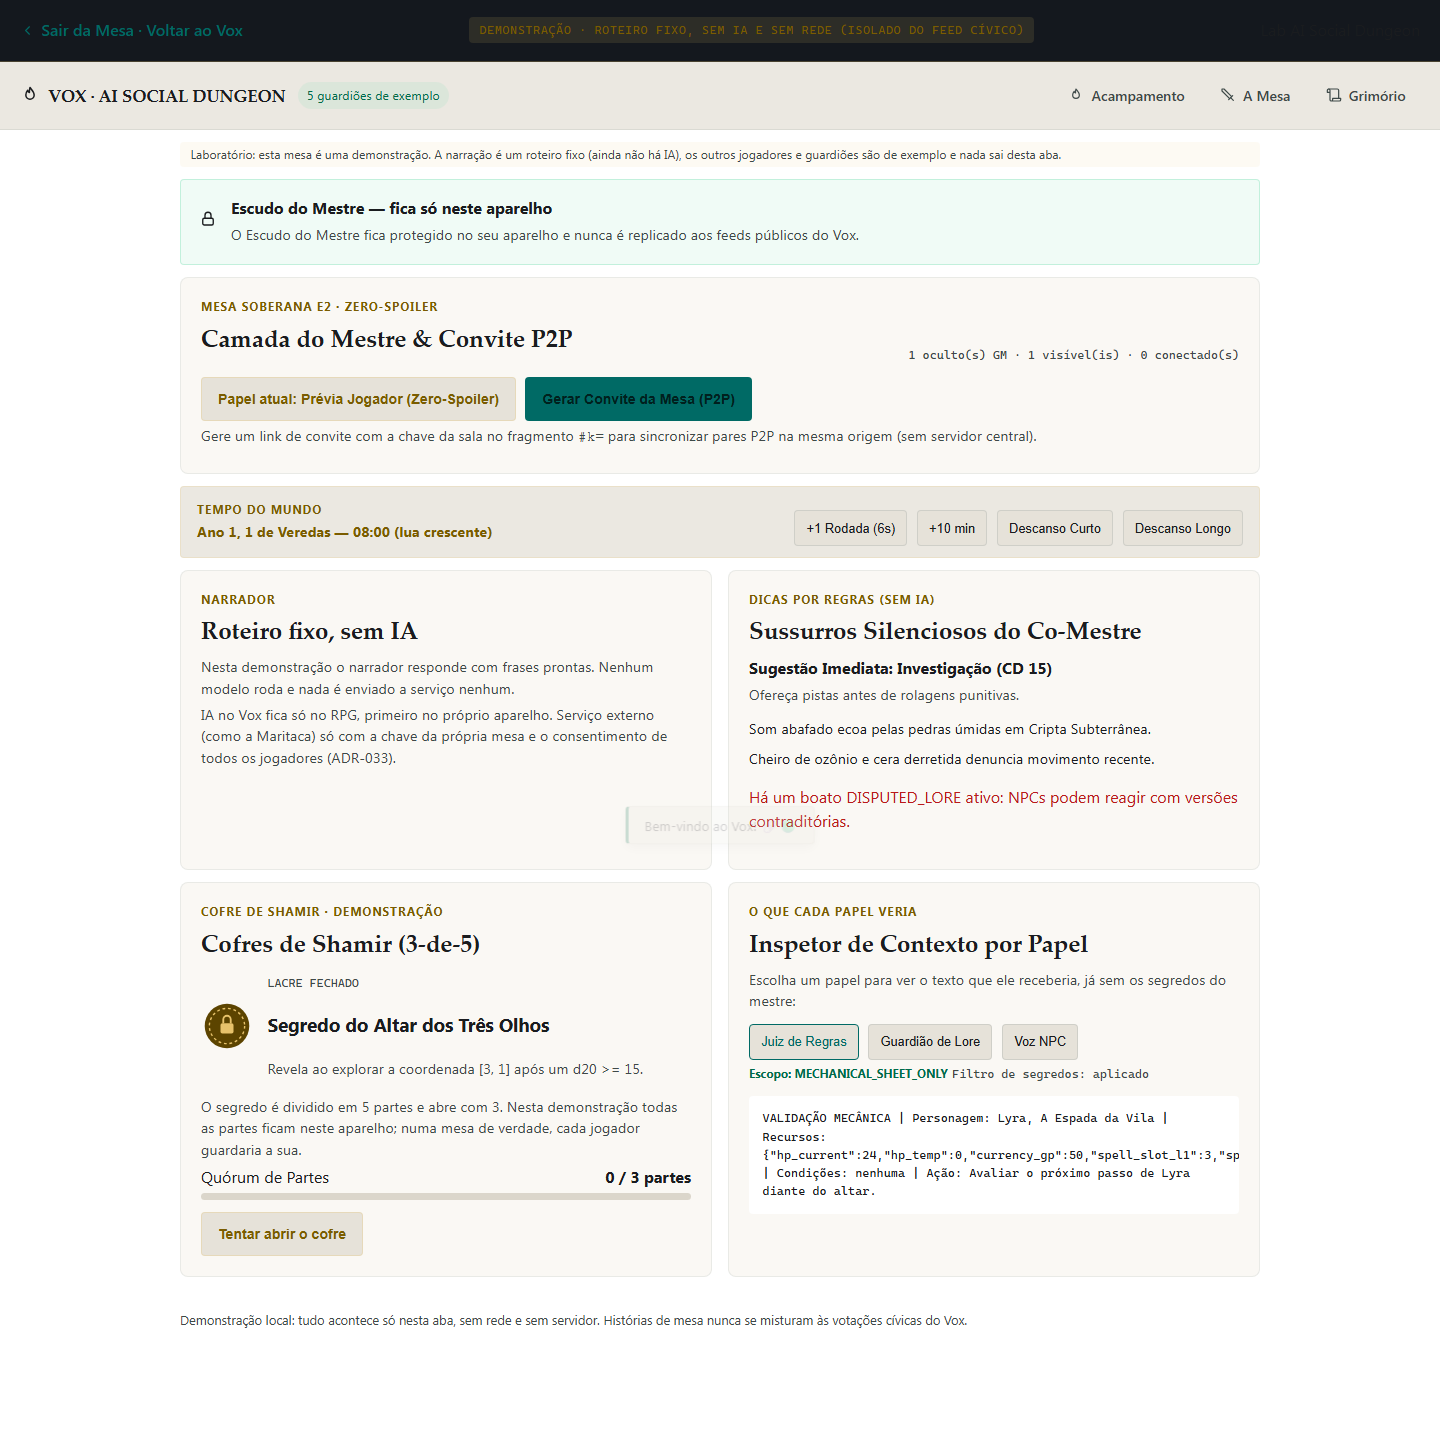 Sair da Mesa · Voltar ao Vox
DEMONSTRAÇÃO · ROTEIRO FIXO, SEM IA E SEM REDE (ISOLADO DO FEED CÍVICO)
VOX · AI SOCIAL DUNGEON
5 guardiões de exemplo
Acampamento
A Mesa
Grimório
Laboratório: esta mesa é uma demonstração. A narração é um roteiro fixo (ainda não há IA), os outros jogadores e guardiões são de exemplo e nada sai desta aba.
Escudo do Mestre — fica só neste aparelho
O Escudo do Mestre fica protegido no seu aparelho e nunca é replicado aos feeds públicos do Vox.
MESA SOBERANA E2 · ZERO-SPOILER
Camada do Mestre & Convite P2P
1 oculto(s) GM · 1 visível(is) · 0 conectado(s)
Papel atual: Prévia Jogador (Zero-Spoiler)
Gerar Convite da Mesa (P2P)
Gere um link de convite com a chave da sala no fragmento #k= para sincronizar pares P2P na mesma origem (sem servidor central).
TEMPO DO MUNDO
Ano 1, 1 de Veredas — 08:00 (lua crescente)
+1 Rodada (6s)
+10 min
Descanso Curto
Descanso Longo
NARRADOR
Roteiro fixo, sem IA
Nesta demonstração o narrador responde com frases prontas. Nenhum
modelo roda e nada é enviado a serviço nenhum.
IA no Vox fica só no RPG, primeiro no próprio aparelho. Serviço externo
(como a Maritaca) só com a chave da própria mesa e o consentimento de
todos os jogadores (ADR-033).
DICAS POR REGRAS (SEM IA)
Sussurros Silenciosos do Co-Mestre
Sugestão Imediata: Investigação (CD 15)
Ofereça pistas antes de rolagens punitivas.
Som abafado ecoa pelas pedras úmidas em Cripta Subterrânea.
Cheiro de ozônio e cera derretida denuncia movimento recente.
Há um boato DISPUTED_LORE ativo: NPCs podem reagir com versões
contraditórias.
Bem-vindo ao Vox!
COFRE DE SHAMIR · DEMONSTRAÇÃO
Cofres de Shamir (3-de-5)
LACRE FECHADO
Segredo do Altar dos Três Olhos
Revela ao explorar a coordenada [3, 1] após um d20 >= 15.
O segredo é dividido em 5 partes e abre com 3. Nesta demonstração todas
as partes ficam neste aparelho; numa mesa de verdade, cada jogador
guardaria a sua.
Quórum de Partes
0 / 3 partes
Tentar abrir o cofre
O QUE CADA PAPEL VERIA
Inspetor de Contexto por Papel
Escolha um papel para ver o texto que ele receberia, já sem os segredos do
mestre:
Juiz de Regras
Guardião de Lore
Voz NPC
Escopo: MECHANICAL_SHEET_ONLY Filtro de segredos: aplicado
VALIDAÇÃO MECÂNICA | Personagem: Lyra, A Espada da Vila |
Recursos:
{"hp_current":24,"hp_temp":0,"currency_gp":50,"spell_slot_l1":3,"sp
| Condições: nenhuma | Ação: Avaliar o próximo passo de Lyra
diante do altar.
Demonstração local: tudo acontece só nesta aba, sem rede e sem servidor. Histórias de mesa nunca se misturam às votações cívicas do Vox.